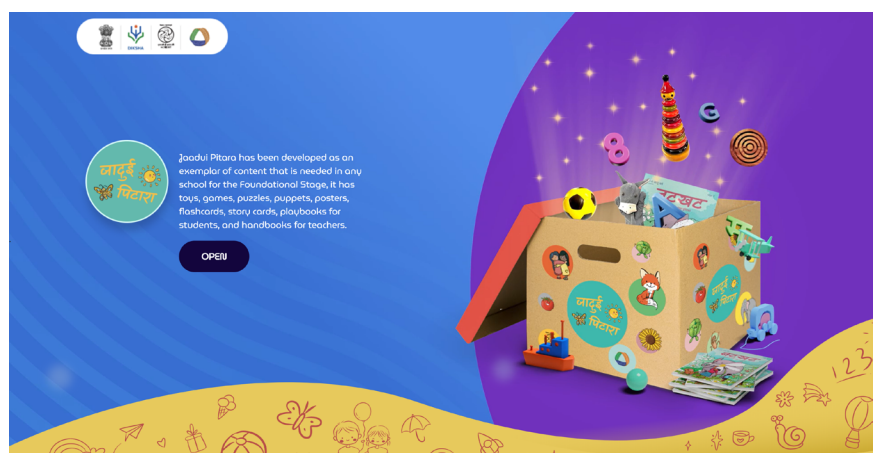 DIKSHA
जादुई
पिटारा
Jaadui Pitara has been developed as an
exemplar of content that is needed in any
school for the Foundational Stage, it has
toys, games, puzzles, puppets, posters,
flashcards, story cards, playbooks for
students, and handbooks for teachers.
OPEN
G
8
नटखट
A
म
जादुई
पिटारा
जादुई
पिटारा
123